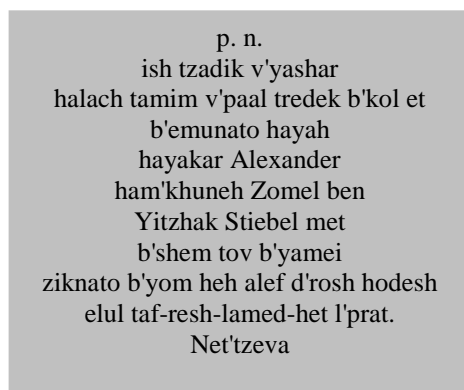 p. n.
ish tzadik v'yashar
halach tamim v'paal tredek b'kol et
b'emunato hayah
hayakar Alexander
ham'khuneh Zomel ben
Yitzhak Stiebel met
b'shem tov b'yamei
ziknato b'yom heh alef d'rosh hodesh
elul taf-resh-lamed-het l'prat.
Net'tzeva